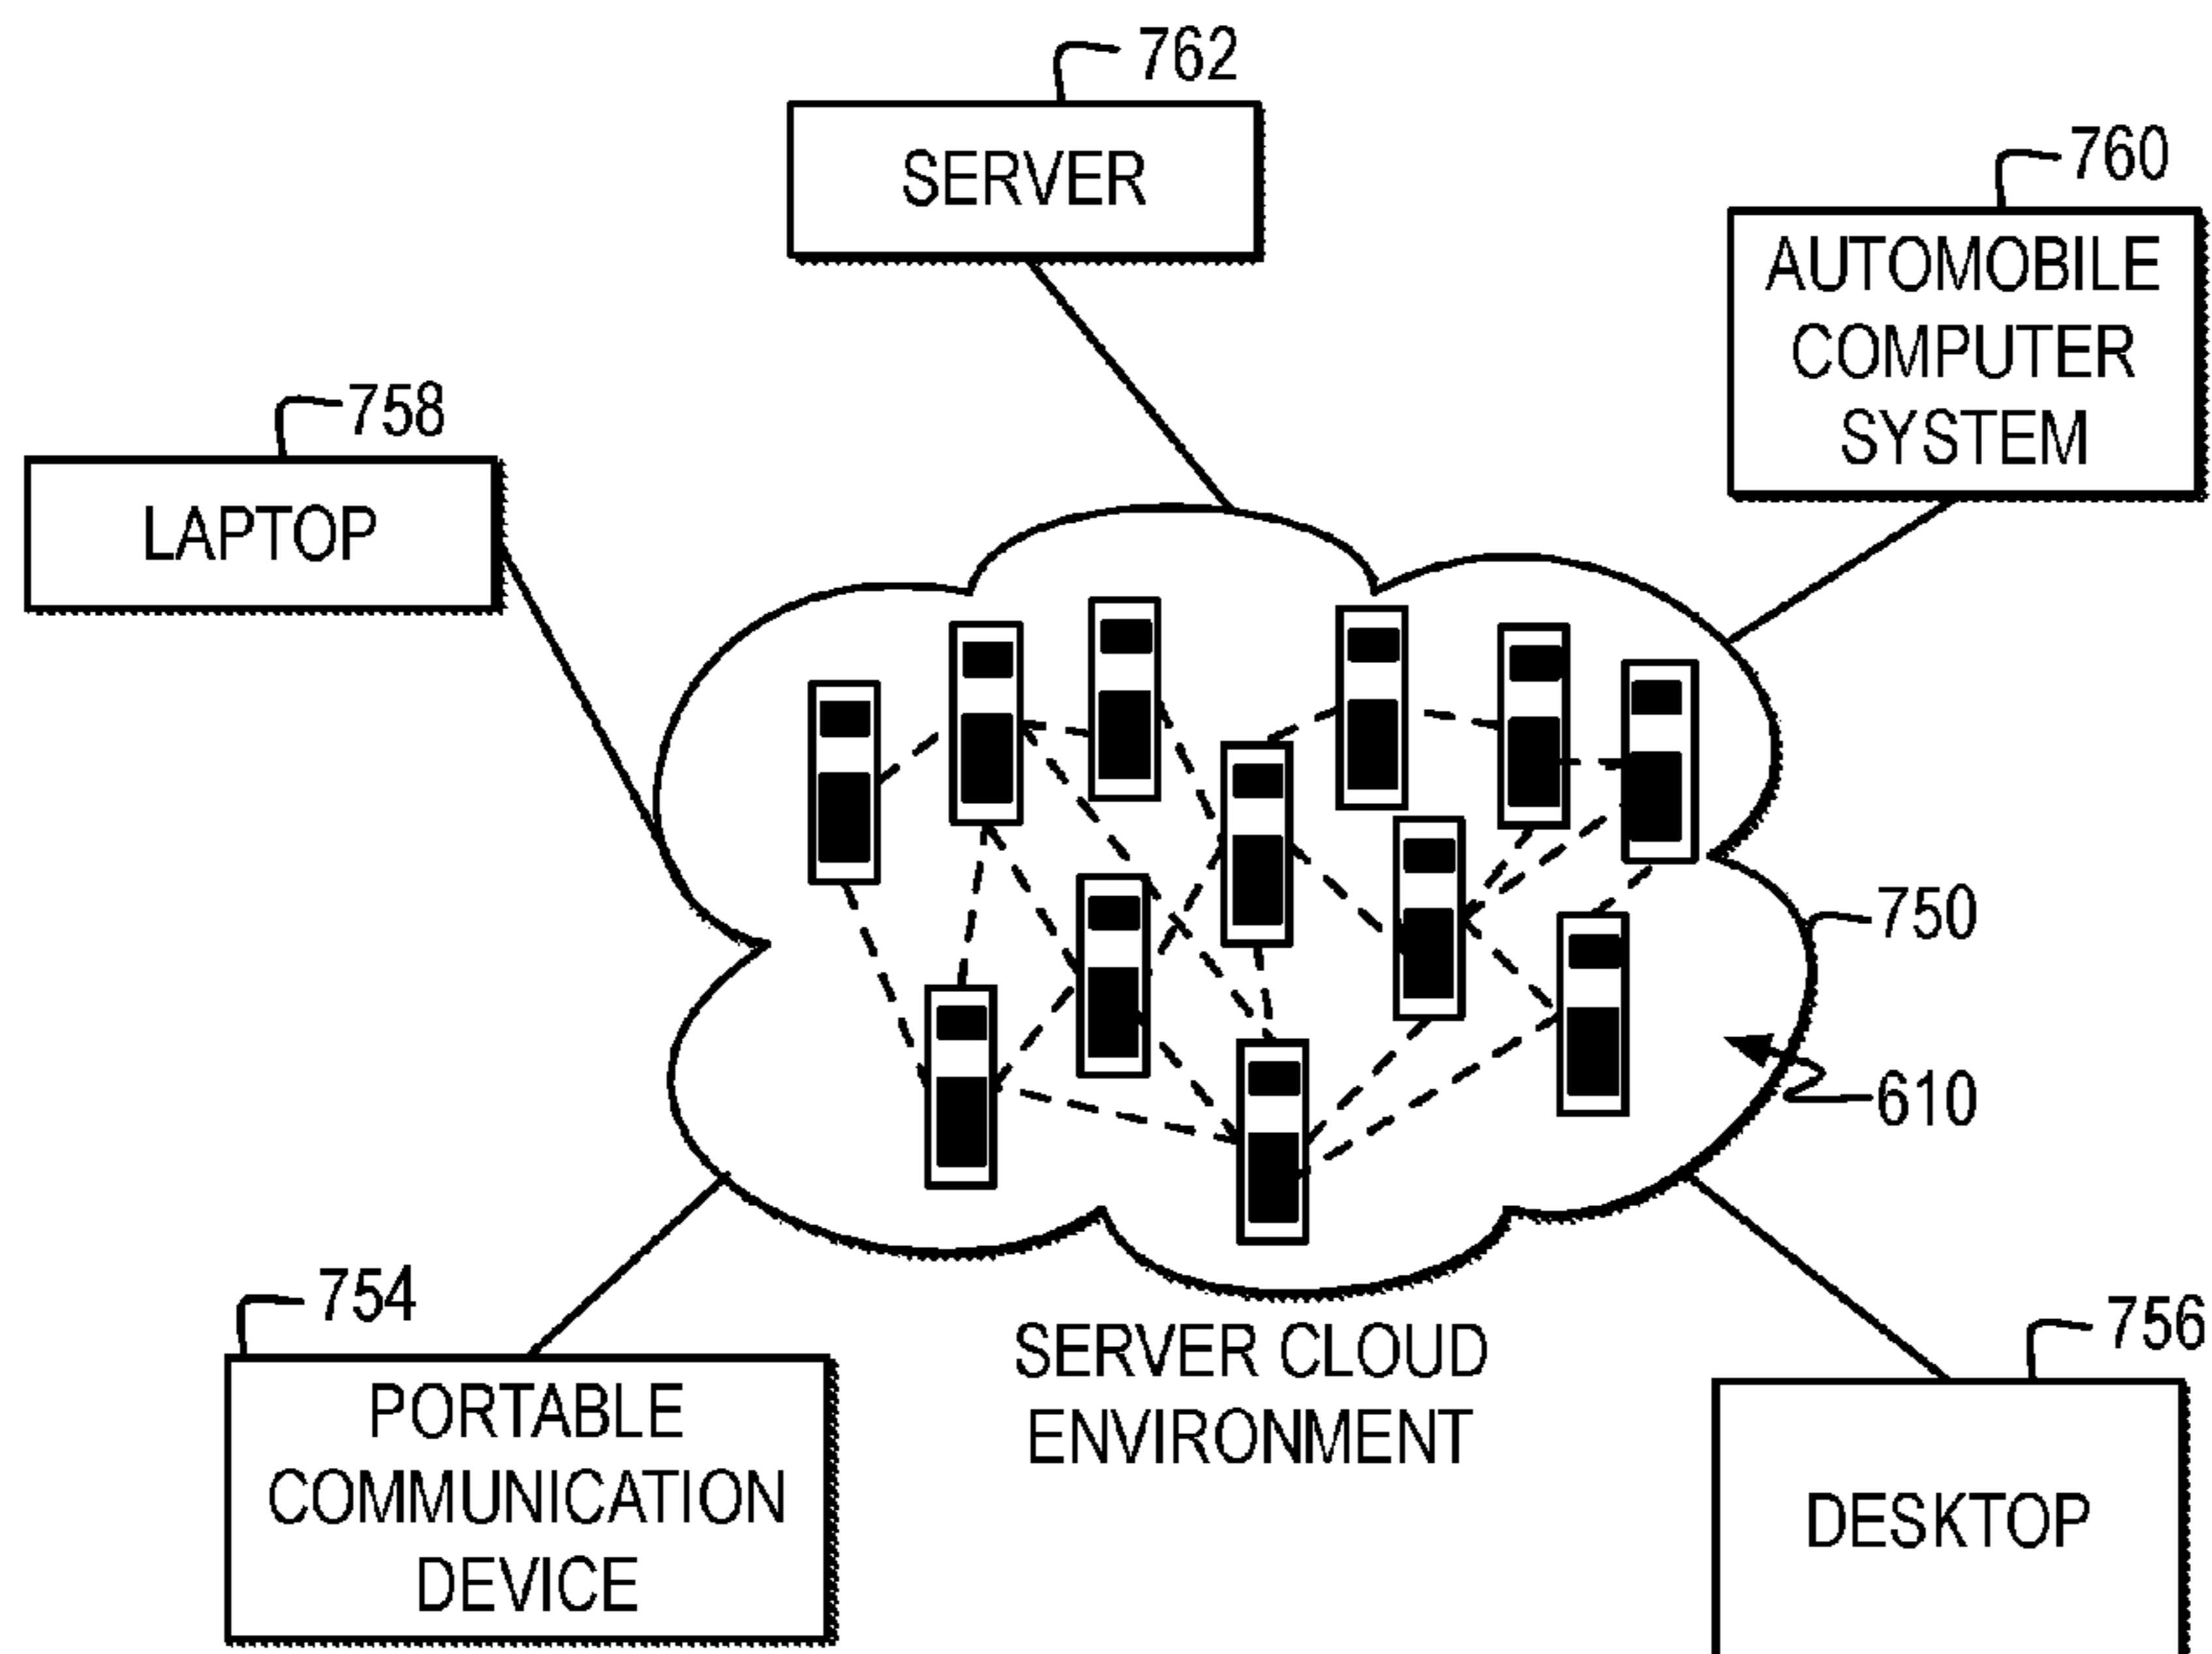 762
SERVER
760
AUTOMOBILE
COMPUTER
SYSTEM
758
LAPTOP
750
610
754
PORTABLE
COMMUNICATION
DEVICE
SERVER CLOUD
ENVIRONMENT
756
DESKTOP